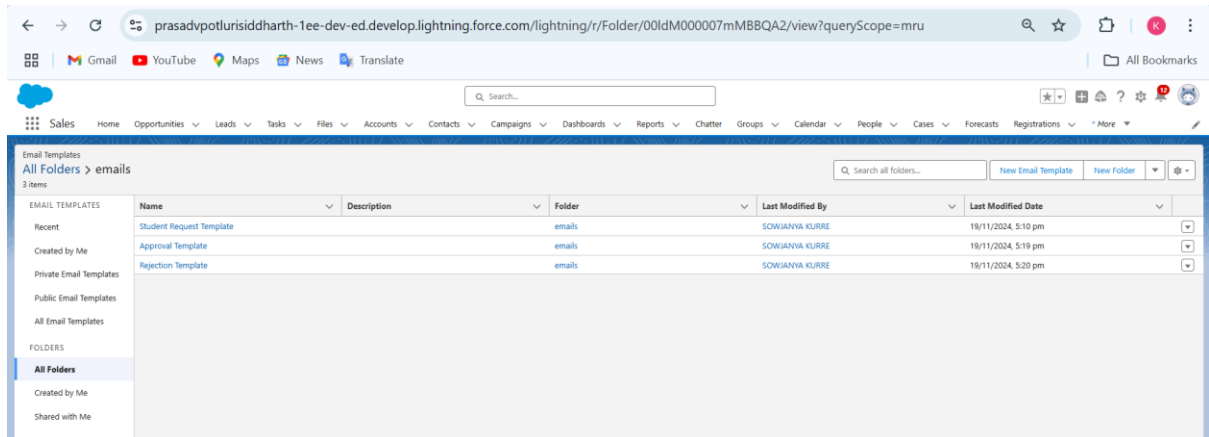 prasadvpotlurisiddharth-1ee-dev-ed.develop.lightning.force.com/lightning/r/Folder/00ldM000007mMBBQA2/view?queryScope=mru K
Gmail YouTube Maps News Translate All Bookmarks
Search... 12
Sales Home Opportunities Leads Tasks Files Accounts Contacts Campaigns Dashboards Reports Chatter Groups Calendar People Cases Forecasts Registrations * More
Email Templates
All Folders > emails
3 items
Search all folders... New Email Template New Folder
EMAIL TEMPLATES Name Description Folder Last Modified By Last Modified Date
Recent Student Request Template emails SOWJANYA KURRE 19/11/2024, 5:10 pm
Created by Me Approval Template emails SOWJANYA KURRE 19/11/2024, 5:19 pm
Private Email Templates Rejection Template emails SOWJANYA KURRE 19/11/2024, 5:20 pm
Public Email Templates
All Email Templates
FOLDERS
All Folders
Created by Me
Shared with Me